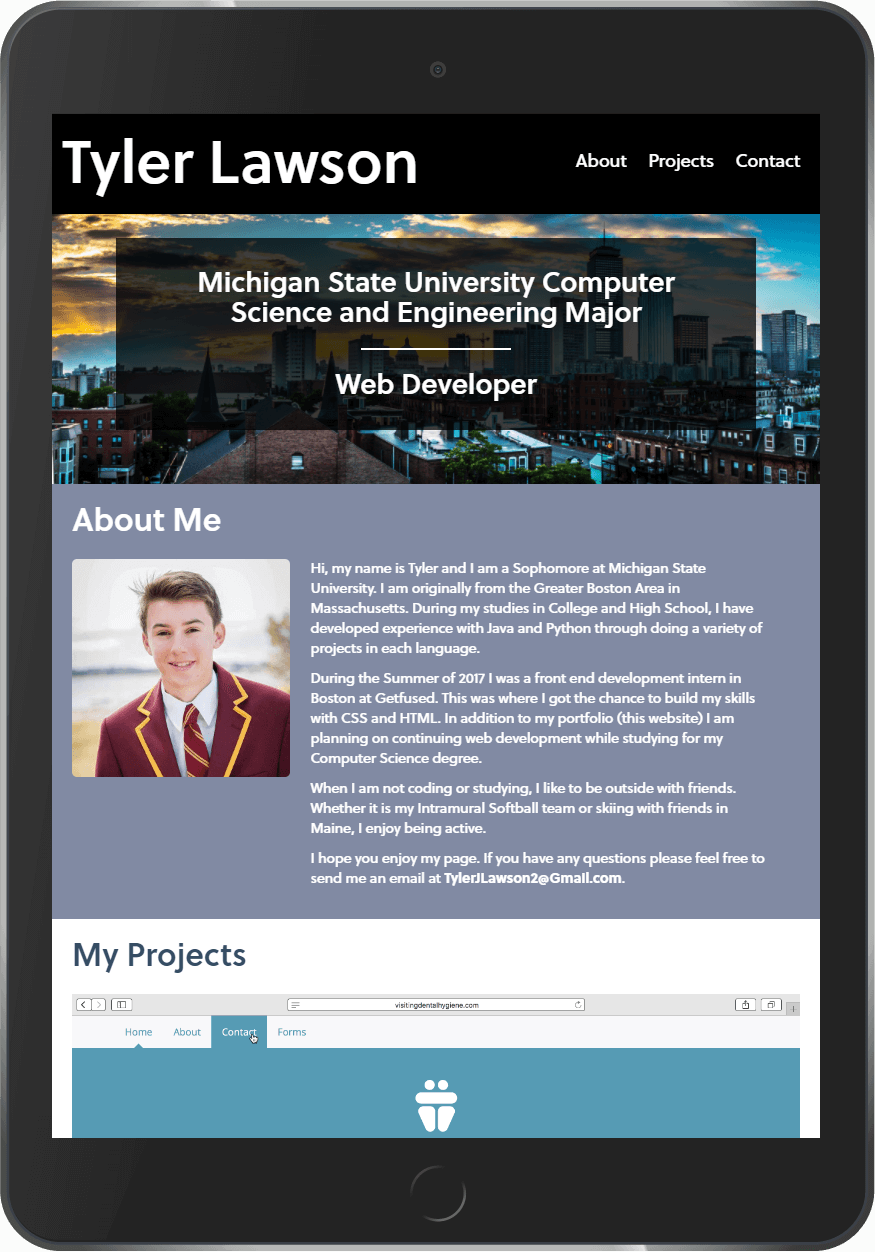 Tyler Lawson
About Projects Contact
Michigan State University Computer
Science and Engineering Major
Web Developer
About Me
Hi, my name is Tyler and I am a Sophomore at Michigan State
University. I am originally from the Greater Boston Area in
Massachusetts. During my studies in College and High School, I have
developed experience with Java and Python through doing a variety of
projects in each language.
During the Summer of 2017 I was a front end development intern in
Boston at Getfused. This was where I got the chance to build my skills
with CSS and HTML. In addition to my portfolio (this website) I am
planning on continuing web development while studying for my
Computer Science degree.
When I am not coding or studying, I like to be outside with friends.
Whether it is my Intramural Softball team or skiing with friends in
Maine, I enjoy being active.
I hope you enjoy my page. If you have any questions please feel free to
send me an email at TylerJLawson2@Gmail.com.
My Projects
visitingdentalhygiene.com
Home About Contact Forms